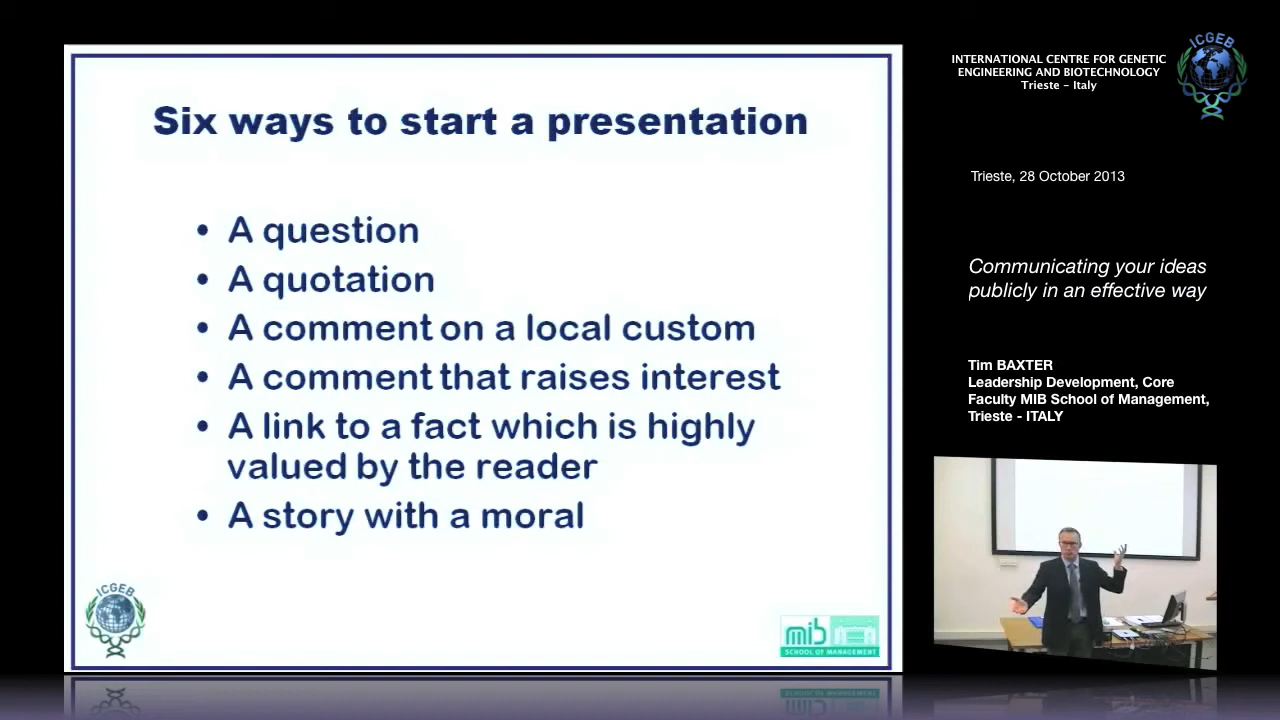 Six ways to start a presentation
• A question
• A quotation
• A comment on a local custom
• A comment that raises interest
• A link to a fact which is highly
valued by the reader
• A story with a moral
ICGEB
mib
SCHOOL OF MANAGEMENT
INTERNATIONAL CENTRE FOR GENETIC
ENGINEERING AND BIOTECHNOLOGY
Trieste - Italy
ICGEB
Trieste, 28 October 2013
Communicating your ideas
publicly in an effective way
Tim BAXTER
Leadership Development, Core
Faculty MIB School of Management,
Trieste - ITALY